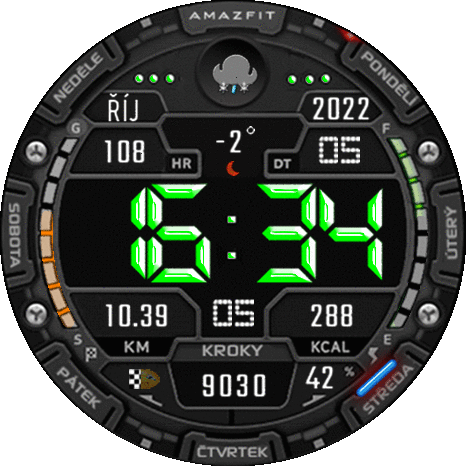 AMAZFIT
NEDĚLE
PONDĚLÍ
ŘÍJ
2022
G
F
-2°
108
HR
DT
05
SOBOTA
16:34
ÚTERÝ
10.39
05
288
S
KM
KROKY
KCAL
E
9030
42 %
PÁTEK
STŘEDA
ČTVRTEK